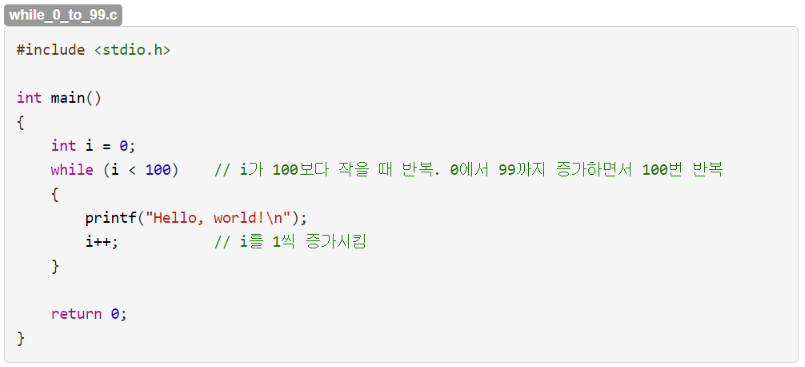 while_0_to_99.c
#include <stdio.h>
int main()
{
int i = 0;
while (i < 100)    // i가 100보다 작을 때 반복. 0에서 99까지 증가하면서 100번 반복
{
printf("Hello, world!\n");
i++;           // i를 1씩 증가시킴
}
return 0;
}